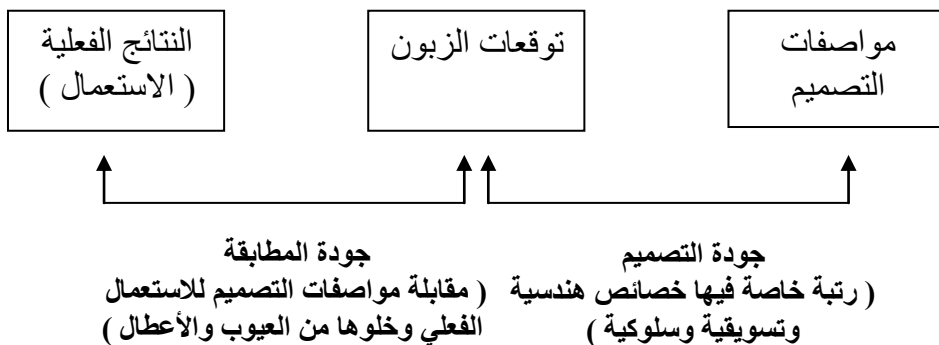 مواصفات
التصميم
توقعات الزبون
النتائج الفعلية
( الاستعمال )
جودة التصميم
( رتبة خاصة فيها خصائص هندسية
وتسويقية وسلوكية )
جودة المطابقة
( مقابلة مواصفات التصميم للاستعمال
الفعلي وخلوها من العيوب والأعطال )